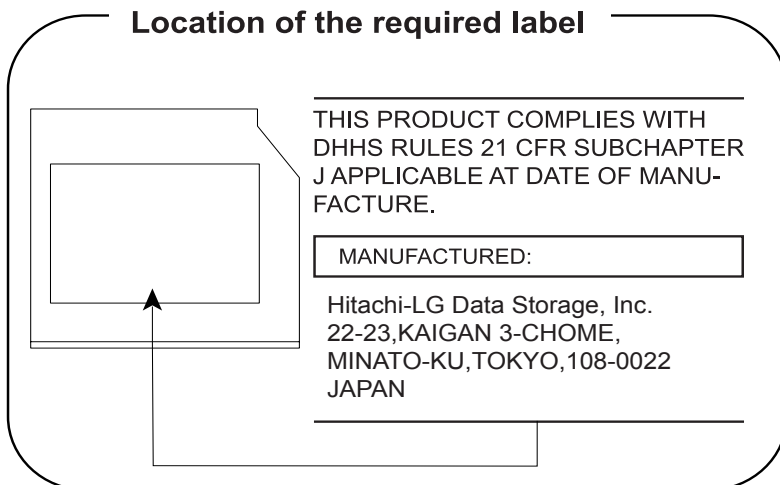 Location of the required label
THIS PRODUCT COMPLIES WITH
DHHS RULES 21 CFR SUBCHAPTER
J APPLICABLE AT DATE OF MANU-
FACTURE.
MANUFACTURED:
Hitachi-LG Data Storage, Inc.
22-23,KAIGAN 3-CHOME,
MINATO-KU,TOKYO,108-0022
JAPAN